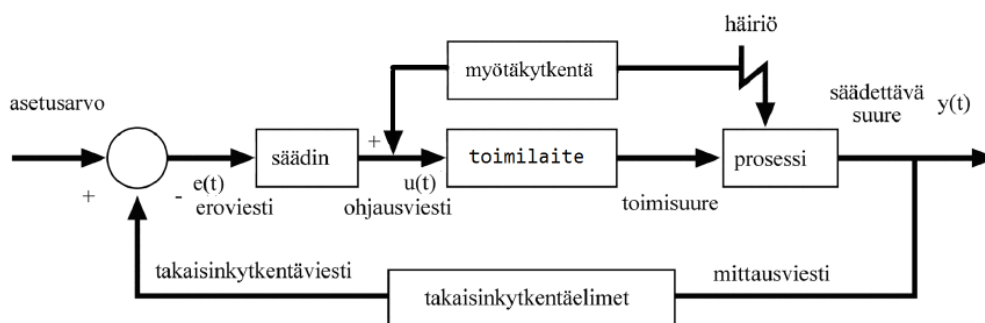 häiriö
myötäkytkentä
asetusarvo
säädettävä
suure
y(t)
+
säädin
toimilaite
prosessi
+
-
e(t)
eroviesti
u(t)
ohjausviesti
toimisuure
takaisinkytkentäviesti
takaisinkytkentäelimet
mittausviesti